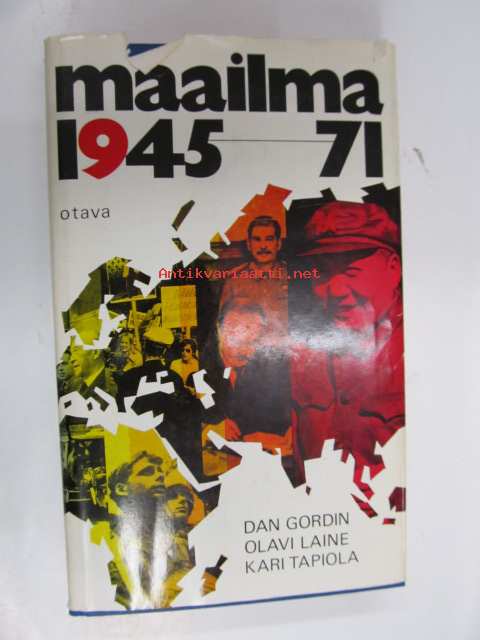 maailma
1945—71
otava
Antikvariaatti.net
DAN GORDIN
OLAVI LAINE
KARI TAPIOLA